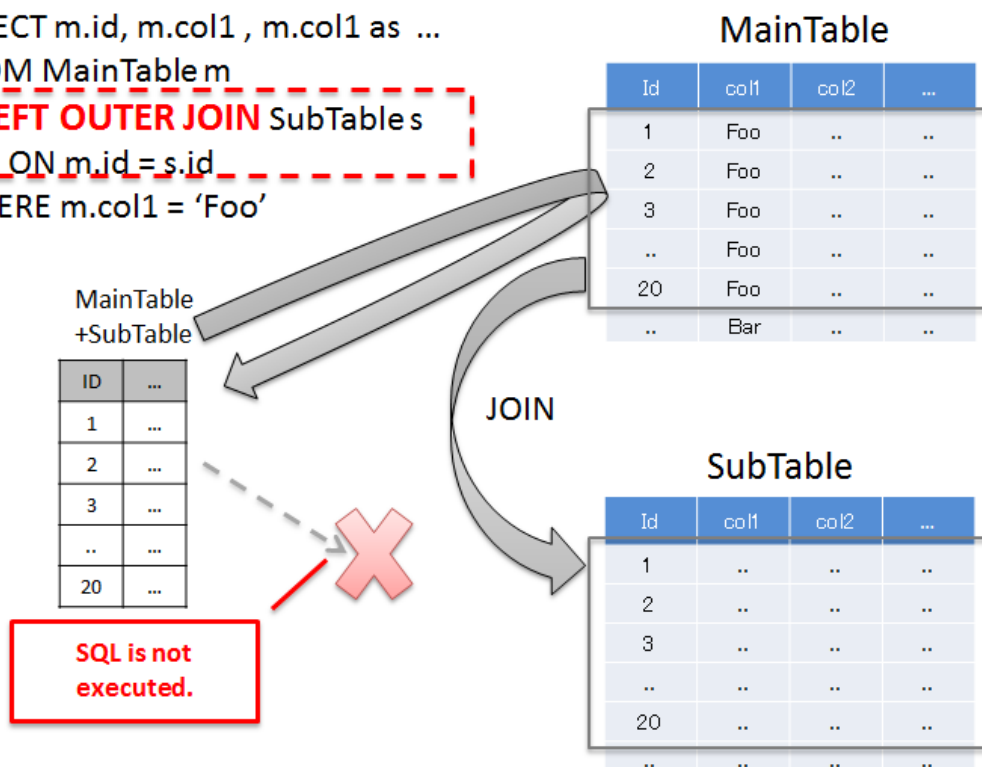 ECT m.id, m.col1 , m.col1 as ...
OM MainTable m
EFT OUTER JOIN SubTable s
ON m.id = s.id
ERE m.col1 = ‘Foo’
MainTable
Id col1 col2 ...
1 Foo .. ..
2 Foo .. ..
3 Foo .. ..
.. Foo .. ..
20 Foo .. ..
.. Bar .. ..
MainTable
+SubTable
ID ...
1 ...
2 ...
3 ...
.. ...
20 ...
JOIN
SQL is not
executed.
SubTable
Id col1 col2 ...
1 .. .. ..
2 .. .. ..
3 .. .. ..
.. .. .. ..
20 .. .. ..
.. .. .. ..